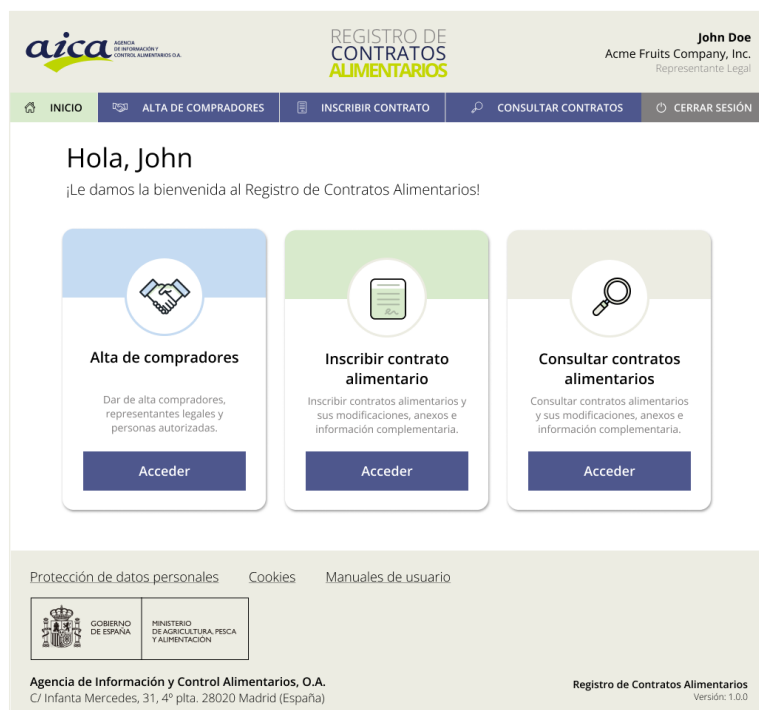 aica
AGENCIA
DE INFORMACIÓN Y
CONTROL ALIMENTARIOS O.A.
REGISTRO DE
CONTRATOS
ALIMENTARIOS
John Doe
Acme Fruits Company, Inc.
Representante Legal
INICIO
ALTA DE COMPRADORES
INSCRIBIR CONTRATO
CONSULTAR CONTRATOS
CERRAR SESIÓN
Hola, John
¡Le damos la bienvenida al Registro de Contratos Alimentarios!
Alta de compradores
Dar de alta compradores,
representantes legales y
personas autorizadas.
Acceder
Inscribir contrato
alimentario
Inscribir contratos alimentarios y
sus modificaciones, anexos e
información complementaria.
Acceder
Consultar contratos
alimentarios
Consultar contratos alimentarios
y sus modificaciones, anexos e
información complementaria.
Acceder
Protección de datos personales Cookies Manuales de usuario
GOBIERNO
DE ESPAÑA
MINISTERIO
DE AGRICULTURA, PESCA
Y ALIMENTACIÓN
Agencia de Información y Control Alimentarios, O.A.
C/ Infanta Mercedes, 31, 4º plta. 28020 Madrid (España)
Registro de Contratos Alimentarios
Versión: 1.0.0